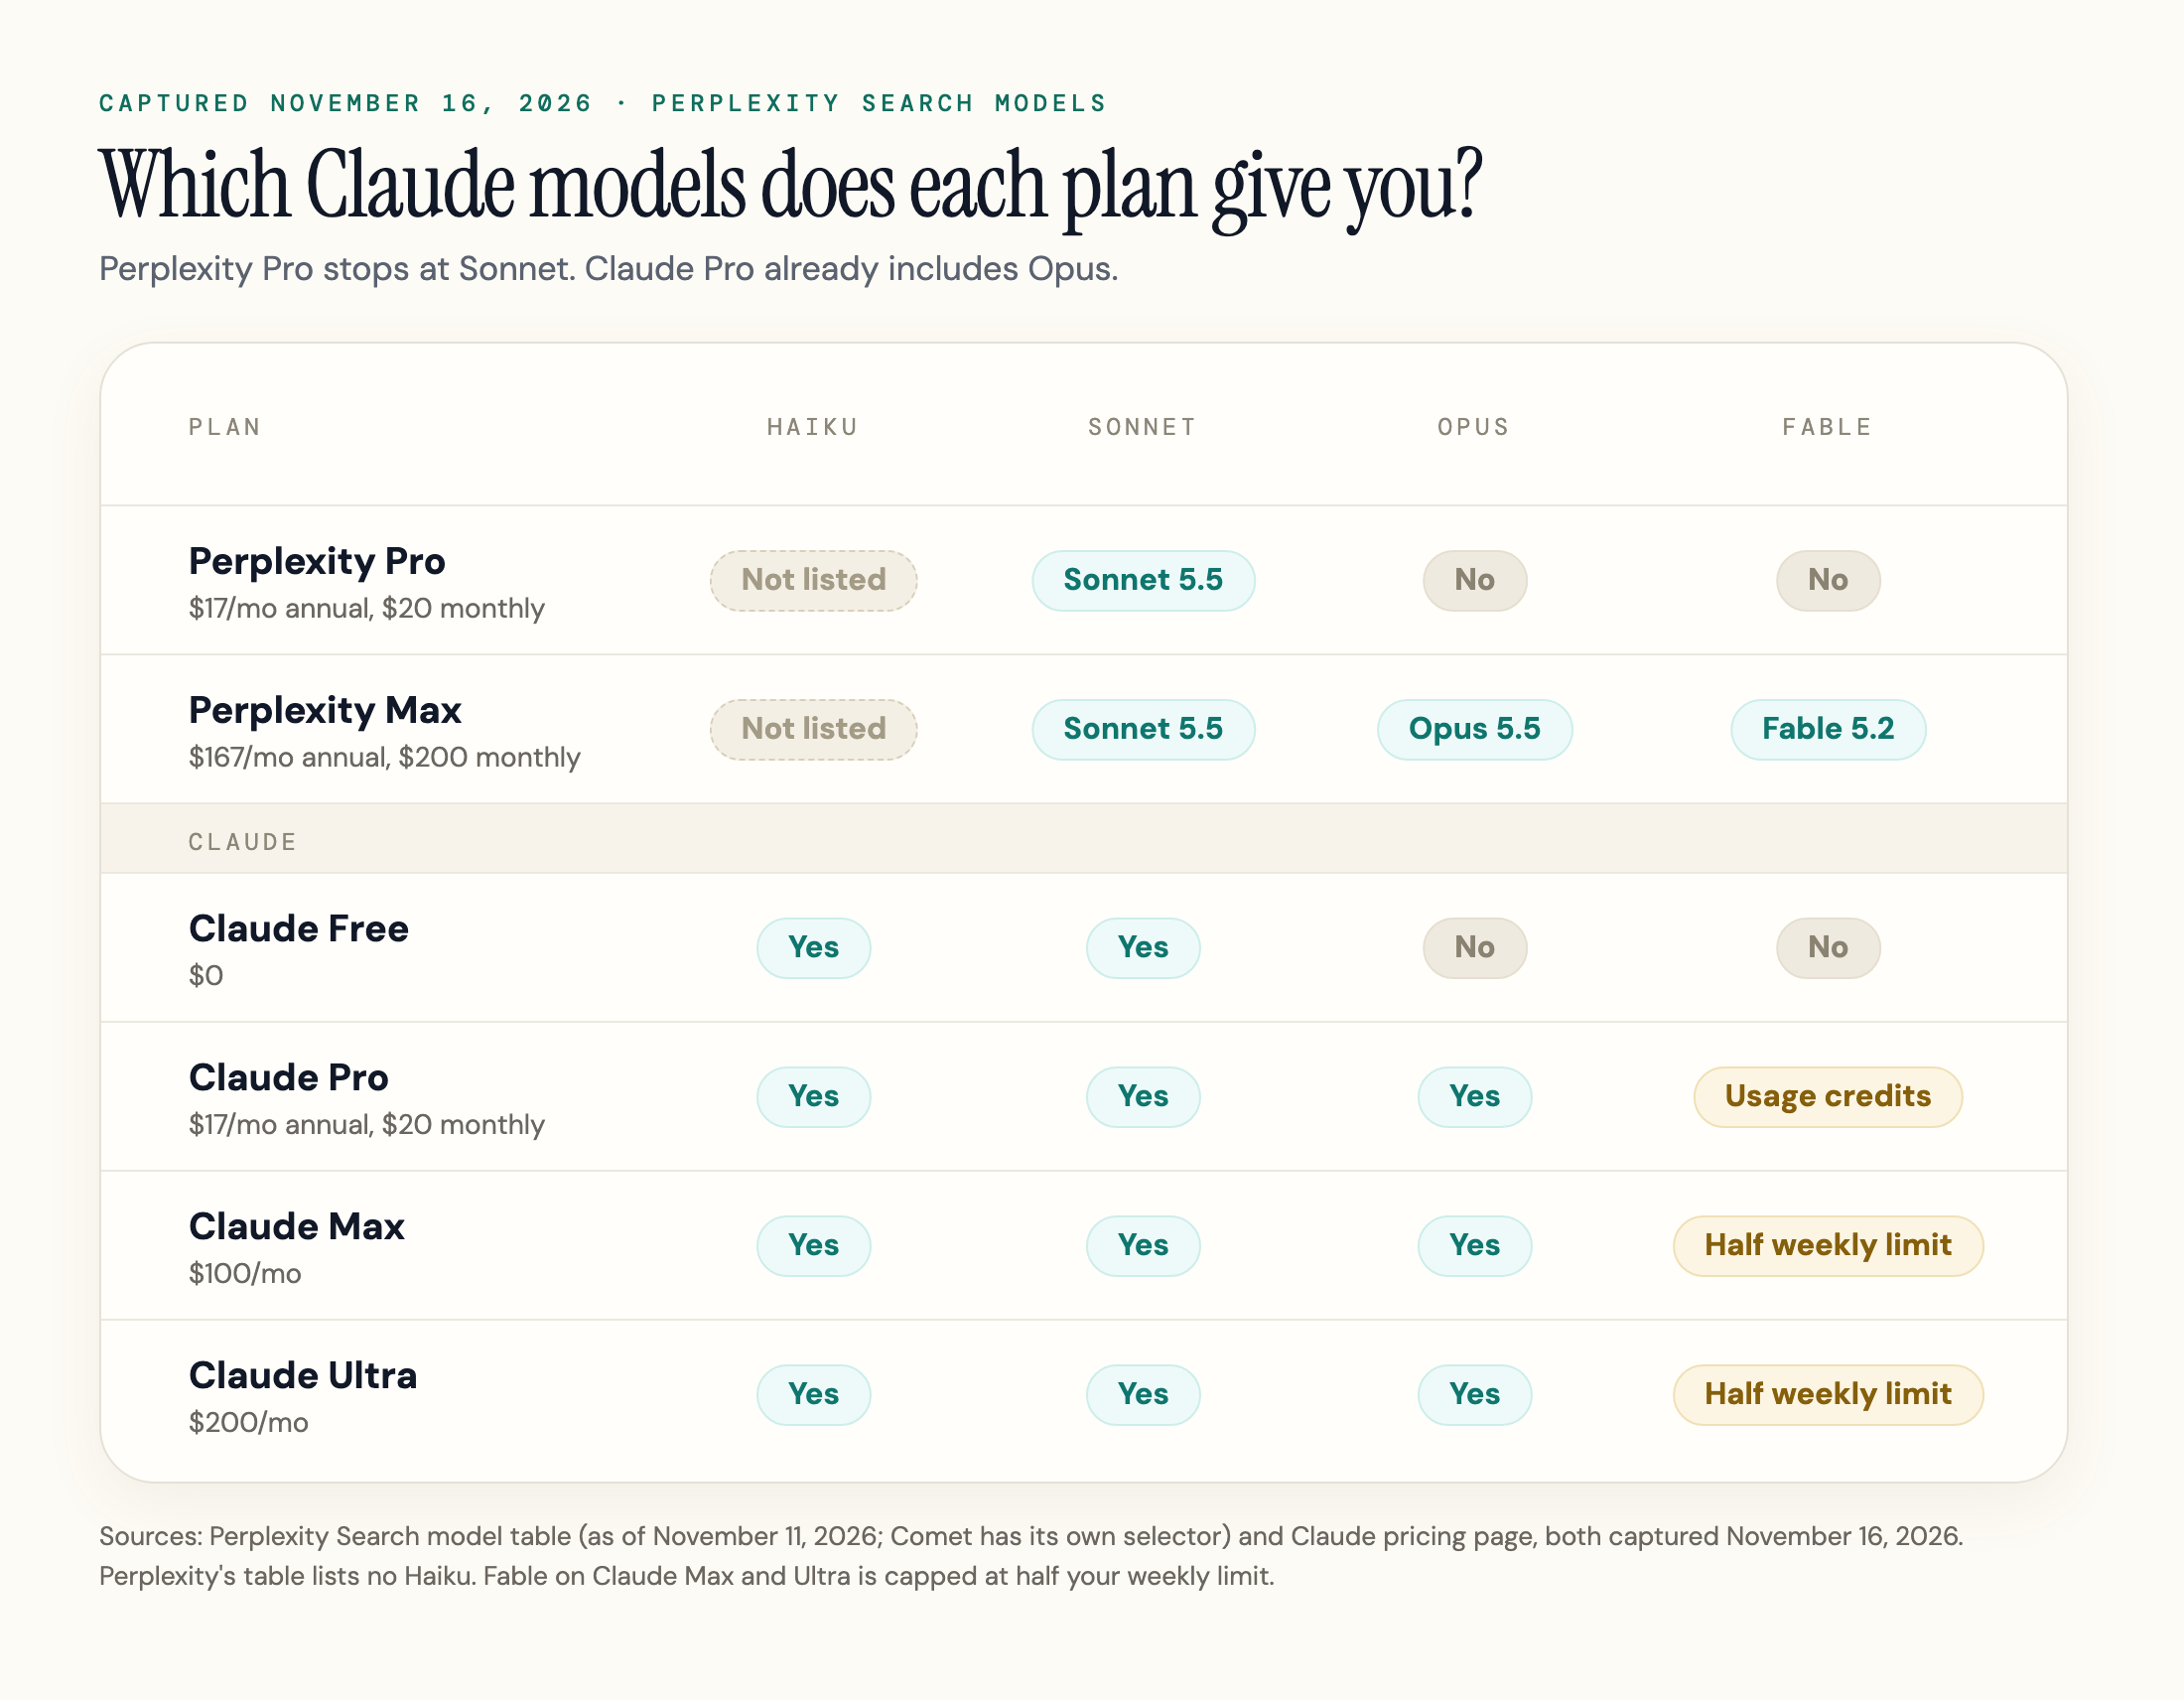 CAPTURED NOVEMBER 16, 2026 · PERPLEXITY SEARCH MODELS
Which Claude models does each plan give you?
Perplexity Pro stops at Sonnet. Claude Pro already includes Opus.
PLAN HAIKU SONNET OPUS FABLE
Perplexity Pro
$17/mo annual, $20 monthly
Not listed Sonnet 5.5 No No
Perplexity Max
$167/mo annual, $200 monthly
Not listed Sonnet 5.5 Opus 5.5 Fable 5.2
CLAUDE
Claude Free
$0
Yes Yes No No
Claude Pro
$17/mo annual, $20 monthly
Yes Yes Yes Usage credits
Claude Max
$100/mo
Yes Yes Yes Half weekly limit
Claude Ultra
$200/mo
Yes Yes Yes Half weekly limit
Sources: Perplexity Search model table (as of November 11, 2026; Comet has its own selector) and Claude pricing page, both captured November 16, 2026.
Perplexity's table lists no Haiku. Fable on Claude Max and Ultra is capped at half your weekly limit.